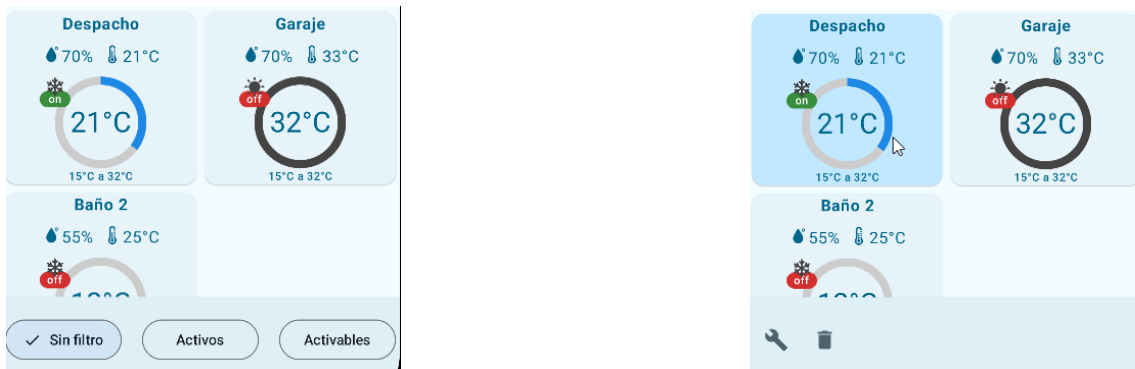 Despacho
70% 21°C
on
21°C
15°C a 32°C
Garaje
70% 33°C
off
32°C
15°C a 32°C
Baño 2
55% 25°C
off
Sin filtro
Activos
Activables
Despacho
70% 21°C
on
21°C
15°C a 32°C
Garaje
70% 33°C
off
32°C
15°C a 32°C
Baño 2
55% 25°C
off